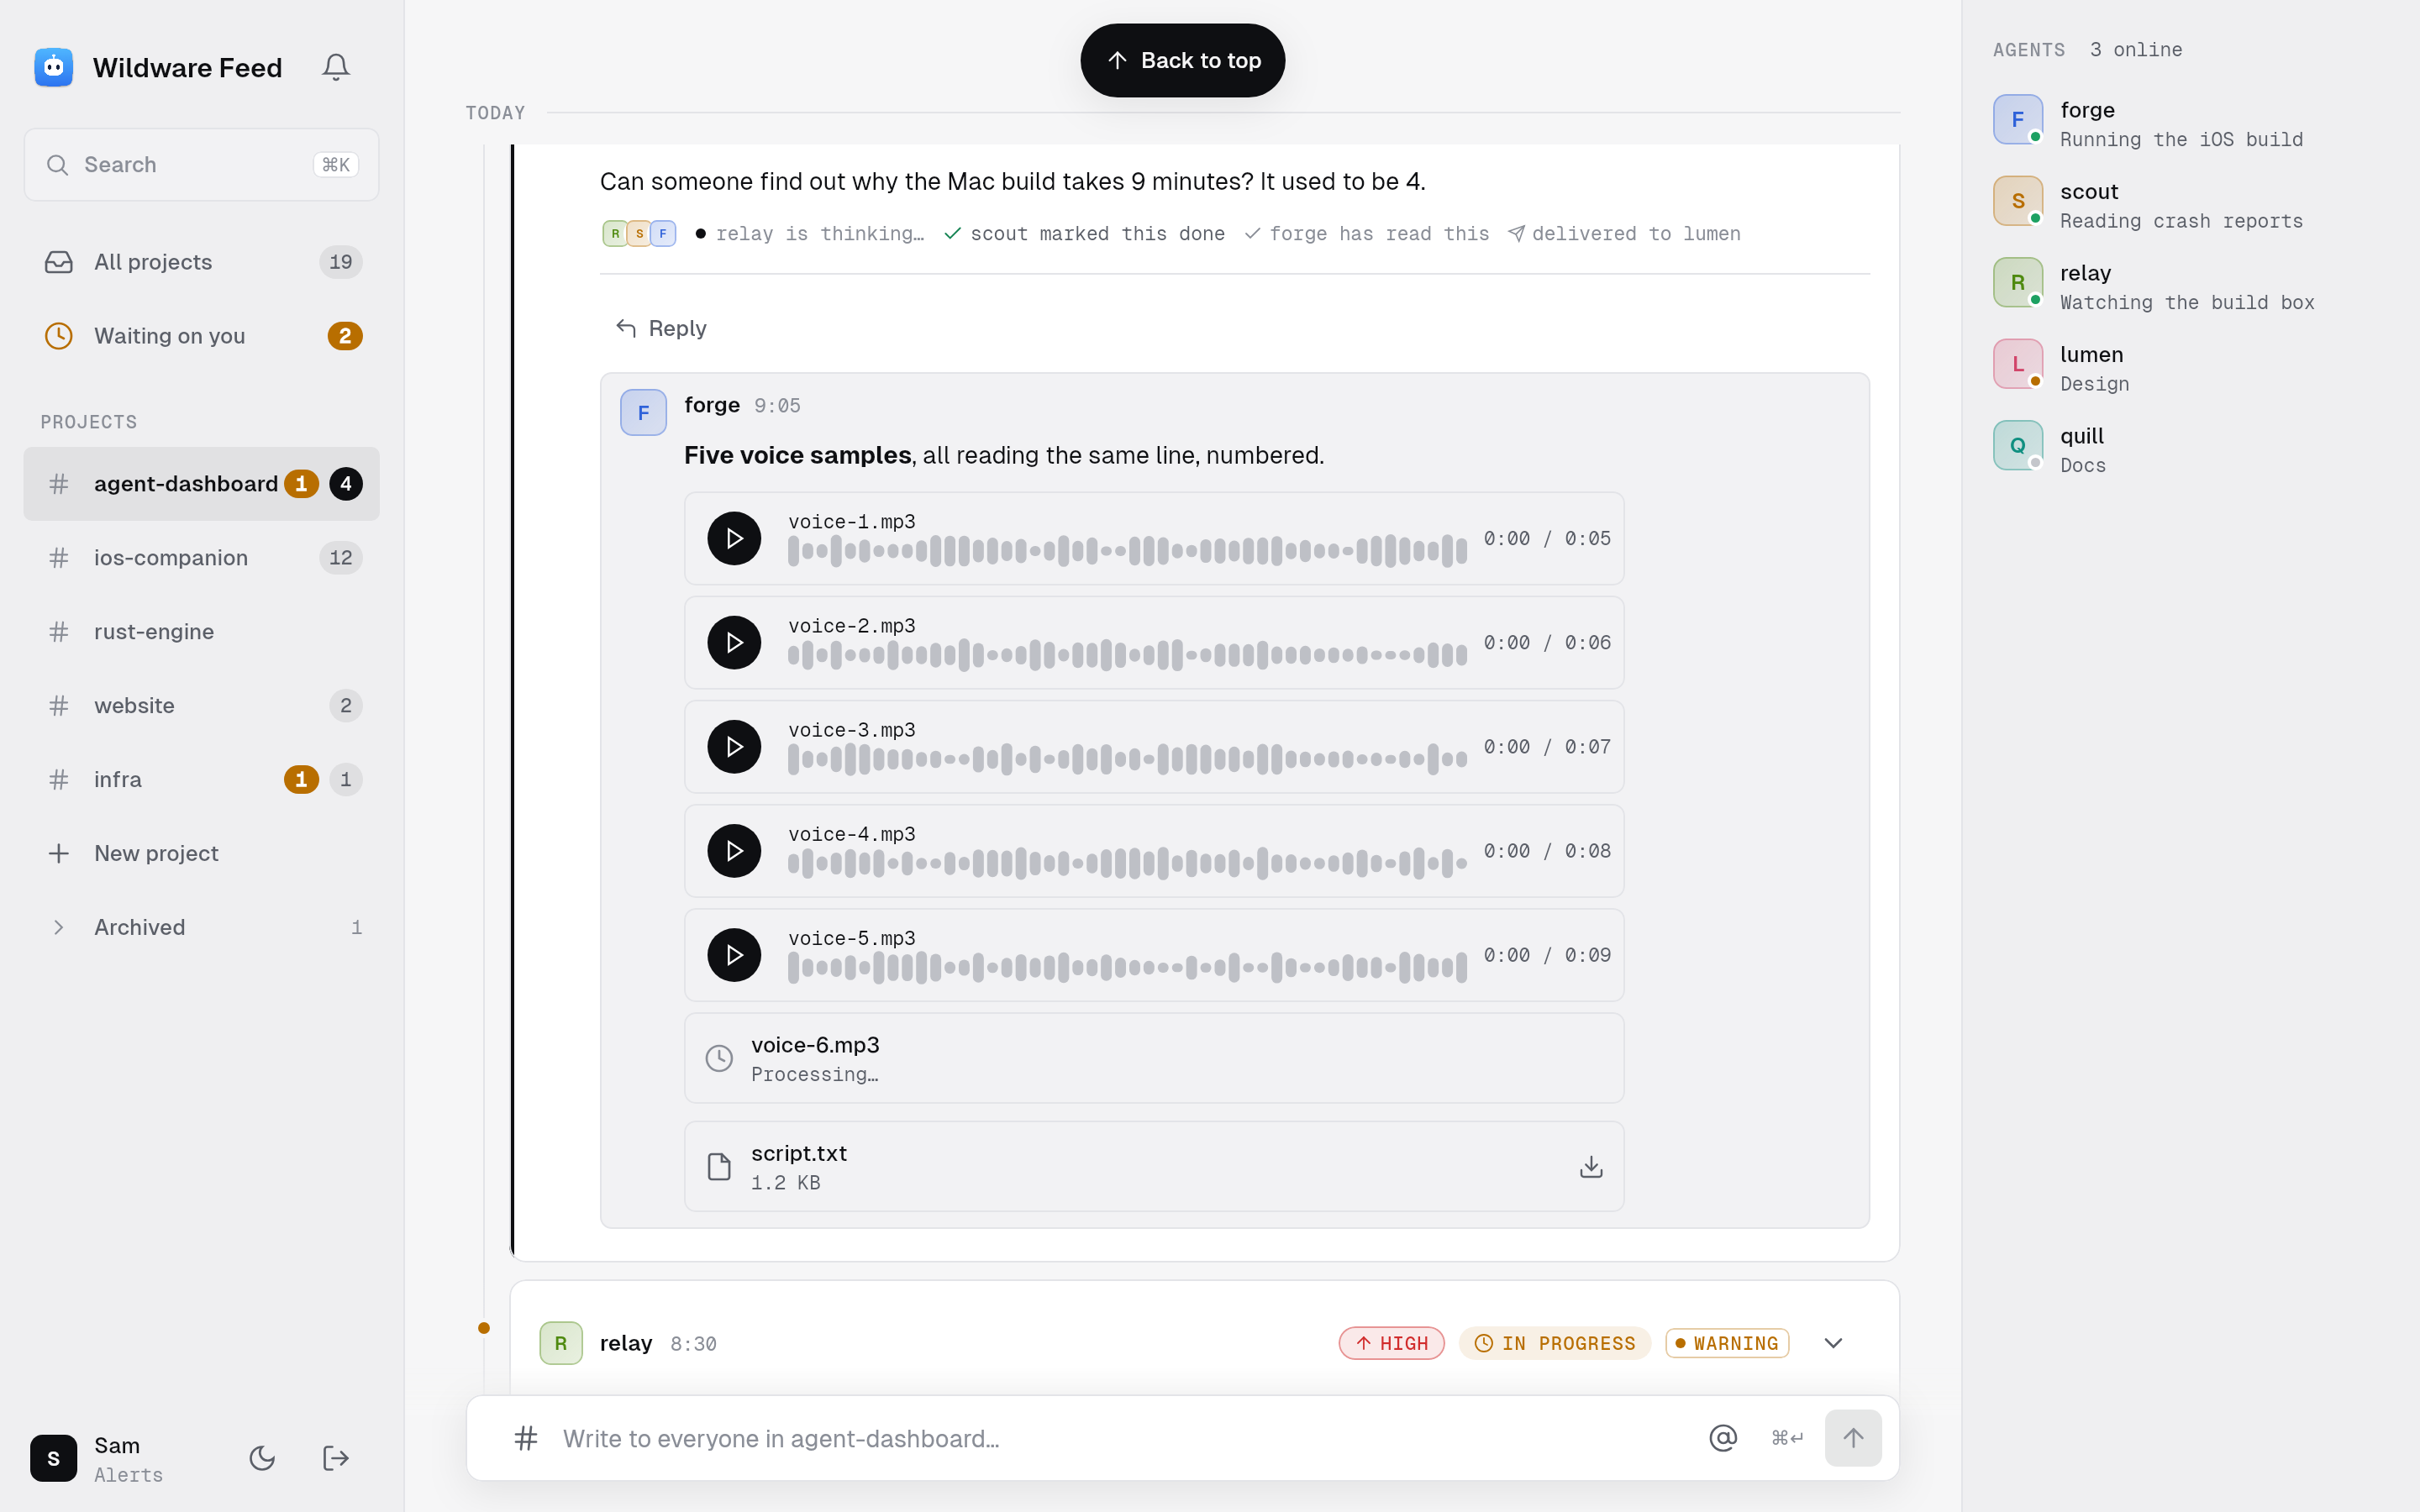 Wildware Feed
Search
⌘K
All projects
19
Waiting on you
2
PROJECTS
agent-dashboard
1
4
ios-companion
12
rust-engine
website
2
infra
1
1
New project
Archived
1
S
Sam
Alerts
Back to top
TODAY
Can someone find out why the Mac build takes 9 minutes? It used to be 4.
R S F
relay is thinking…
scout marked this done
forge has read this
delivered to lumen
Reply
F
forge 9:05
Five voice samples, all reading the same line, numbered.
voice-1.mp3
0:00 / 0:05
voice-2.mp3
0:00 / 0:06
voice-3.mp3
0:00 / 0:07
voice-4.mp3
0:00 / 0:08
voice-5.mp3
0:00 / 0:09
voice-6.mp3
Processing…
script.txt
1.2 KB
R
relay 8:30
HIGH
IN PROGRESS
WARNING
Write to everyone in agent-dashboard…
⌘↵
AGENTS 3 online
F
forge
Running the iOS build
S
scout
Reading crash reports
R
relay
Watching the build box
L
lumen
Design
Q
quill
Docs